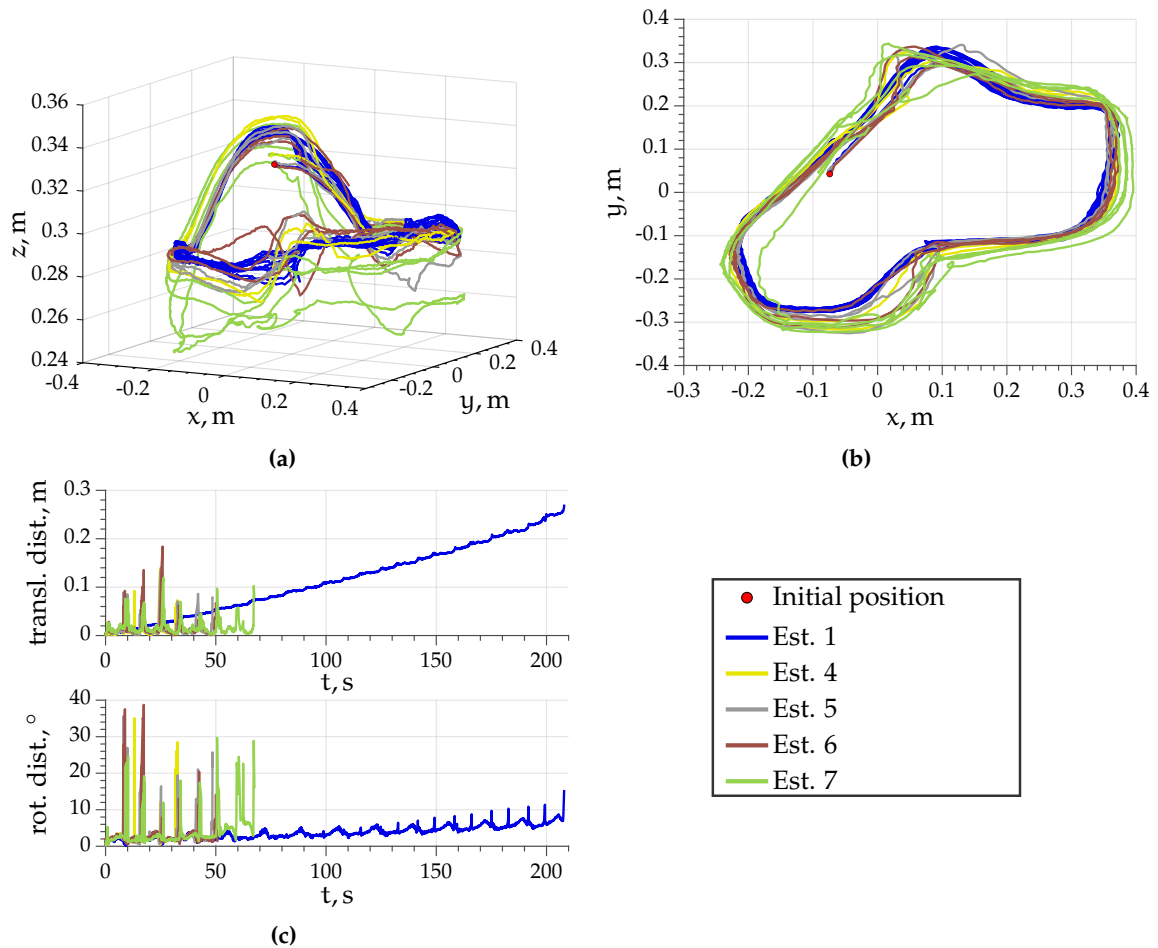 0.36
0.34
0.32
0.3
0.28
0.26
0.24
z, m
-0.4
-0.2
0
0.2
0.4
x, m
-0.2
0
0.2
0.4
y, m
(a)
0.4
0.3
0.2
0.1
0
-0.1
-0.2
-0.3
-0.4
y, m
-0.3
-0.2
-0.1
0
0.1
0.2
0.3
0.4
x, m
(b)
transl. dist., m
0.3
0.2
0.1
0
0
50
100
150
200
t, s
rot. dist., °
40
30
20
10
0
0
50
100
150
200
t, s
(c)
Initial position
Est. 1
Est. 4
Est. 5
Est. 6
Est. 7